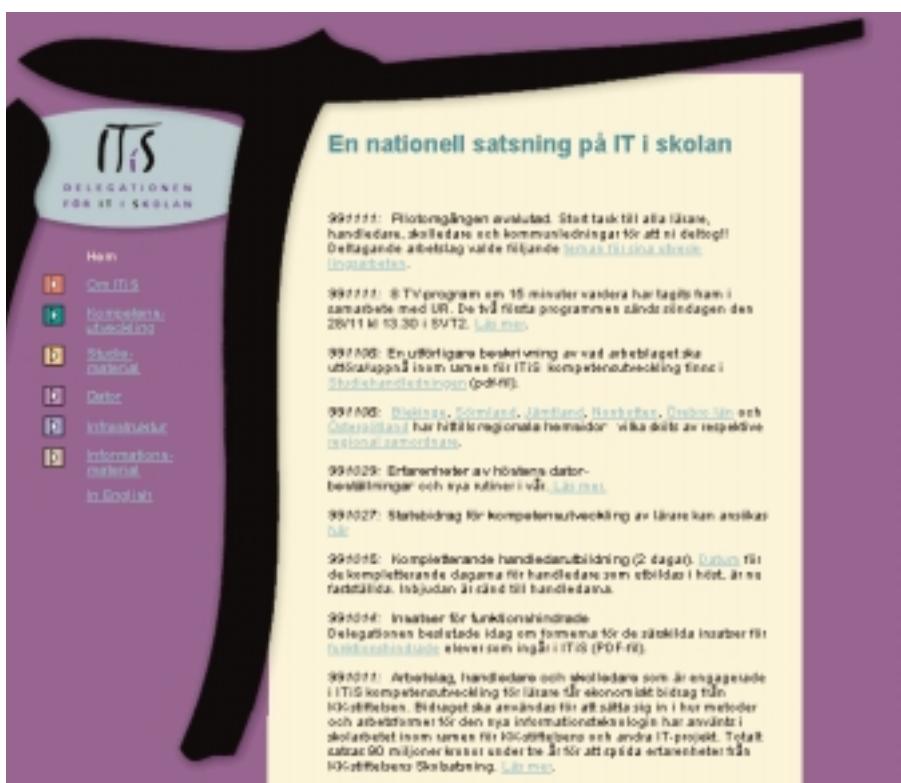 ITiS
DELEGATIONEN
FÖR IT I SKOLAN
Hem
Om ITiS
Kompetens-
utveckling
Studie-
material
Dator
Infrastruktur
Informations-
material
In English
En nationell satsning på IT i skolan
991111: Pilotomgången avslutad. Stort tack till alla lärare,
handledare, skolledare och kommunledningar för att ni deltog!!
Deltagande arbetslag valde följande teman för sina utveck-
lingsarbeten.
991111: 8 TV-program om 15 minuter vardera har tagits fram i
samarbete med UR. De två första programmen sänds söndagen den
28/11 kl 13.30 i SVT2. Läs mer.
991108: En utförligare beskrivning av vad arbetslaget ska
utföra/uppnå inom ramen för ITiS kompetensutveckling finns i
Studiehandledningen (pdf-fil).
991108: Blekinge, Sörmland, Jämtland, Norrbotten, Örebro län och
Östergötland har hittills regionala hemsidor vilka sköts av respektive
regional samordnare.
991029: Erfarenheter av höstens dator-
beställningar och nya rutiner i vår. Läs mer.
991027: Statsbidrag för kompetensutveckling av lärare kan ansökas
här
991015: Kompletterande handledarutbildning (2 dagar). Datum för
de kompletterande dagarna för handledare som utbildas i höst, är nu
fastställda. Inbjudan är sänd till handledarna.
991014: Insatser för funktionshindrade
Delegationen beslutade idag om formerna för de särskilda insatser för
funktionshindrade elever som ingår i ITiS (PDF-fil).
991011: Arbetslag, handledare och skolledare som är engagerade
i ITiS kompetensutveckling för lärare får ekonomiskt bidrag från
KK-stiftelsen. Bidraget ska användas för att sätta sig in i hur metoder
och arbetsformer för den nya informationsteknologin har använts i
skolarbetet inom ramen för KK-stiftelsens och andra IT-projekt. Totalt
satsas 90 miljoner kronor under tre år för att sprida erfarenheter från
KK-stiftelsens Skolsatsning. Läs mer.